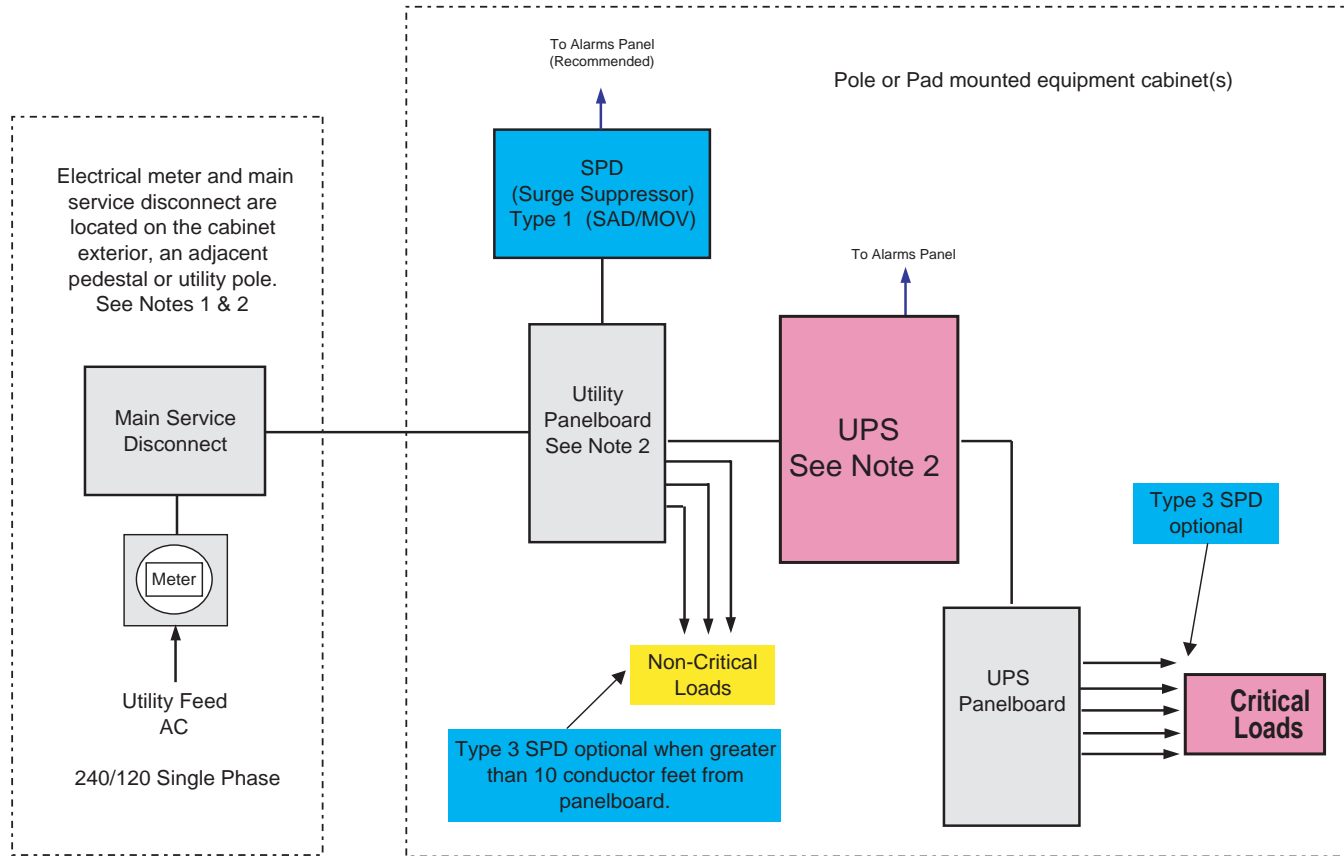 To Alarms Panel
(Recommended)
Pole or Pad mounted equipment cabinet(s)
Electrical meter and main
service disconnect are
located on the cabinet
exterior, an adjacent
pedestal or utility pole.
See Notes 1 & 2
SPD
(Surge Suppressor)
Type 1 (SAD/MOV)
To Alarms Panel
Main Service
Disconnect
Utility
Panelboard
See Note 2
UPS
See Note 2
Type 3 SPD
optional
Meter
Non-Critical
Loads
UPS
Panelboard
Critical
Loads
Utility Feed
AC
240/120 Single Phase
Type 3 SPD optional when greater
than 10 conductor feet from
panelboard.